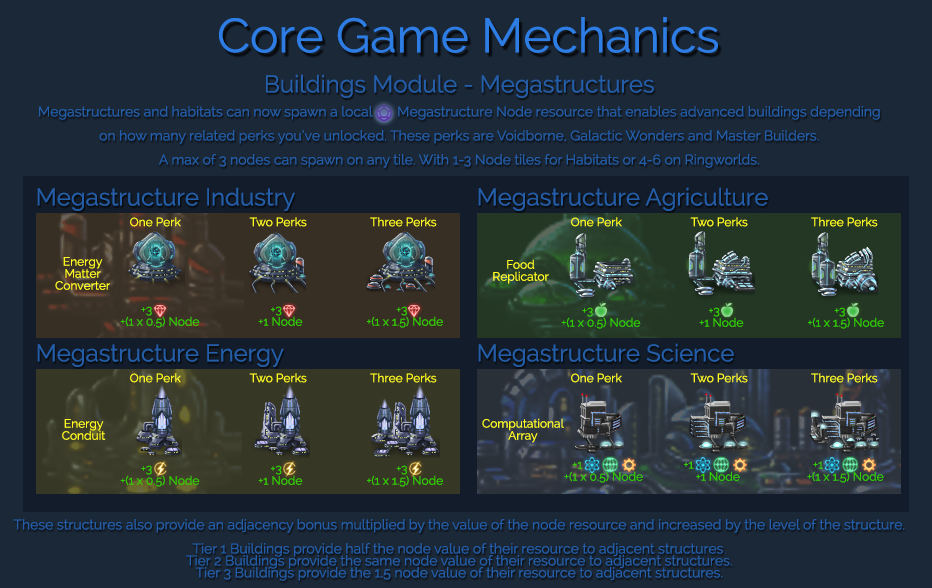 Core Game Mechanics
Buildings Module - Megastructures
Megastructures and habitats can now spawn a local Megastructure Node resource that enables advanced buildings depending
on how many related perks you've unlocked. These perks are Voidborne, Galactic Wonders and Master Builders.
A max of 3 nodes can spawn on any tile. With 1-3 Node tiles for Habitats or 4-6 on Ringworlds.
Megastructure Industry
One Perk Two Perks Three Perks
Energy
Matter
Converter
+3 +3 +3
+(1 x 0.5) Node +1 Node +(1 x 1.5) Node
Megastructure Agriculture
One Perk Two Perks Three Perks
Food
Replicator
+3 +3 +3
+(1 x 0.5) Node +1 Node +(1 x 1.5) Node
Megastructure Energy
One Perk Two Perks Three Perks
Energy
Conduit
+3 +3 +3
+(1 x 0.5) Node +1 Node +(1 x 1.5) Node
Megastructure Science
One Perk Two Perks Three Perks
Computational
Array
+1 +1 +1
+(1 x 0.5) Node +1 Node +(1 x 1.5) Node
These structures also provide an adjacency bonus multiplied by the value of the node resource and increased by the level of the structure.
Tier 1 Buildings provide half the node value of their resource to adjacent structures
Tier 2 Buildings provide the same node value of their resource to adjacent structures.
Tier 3 Buildings provide the 1.5 node value of their resource to adjacent structures.